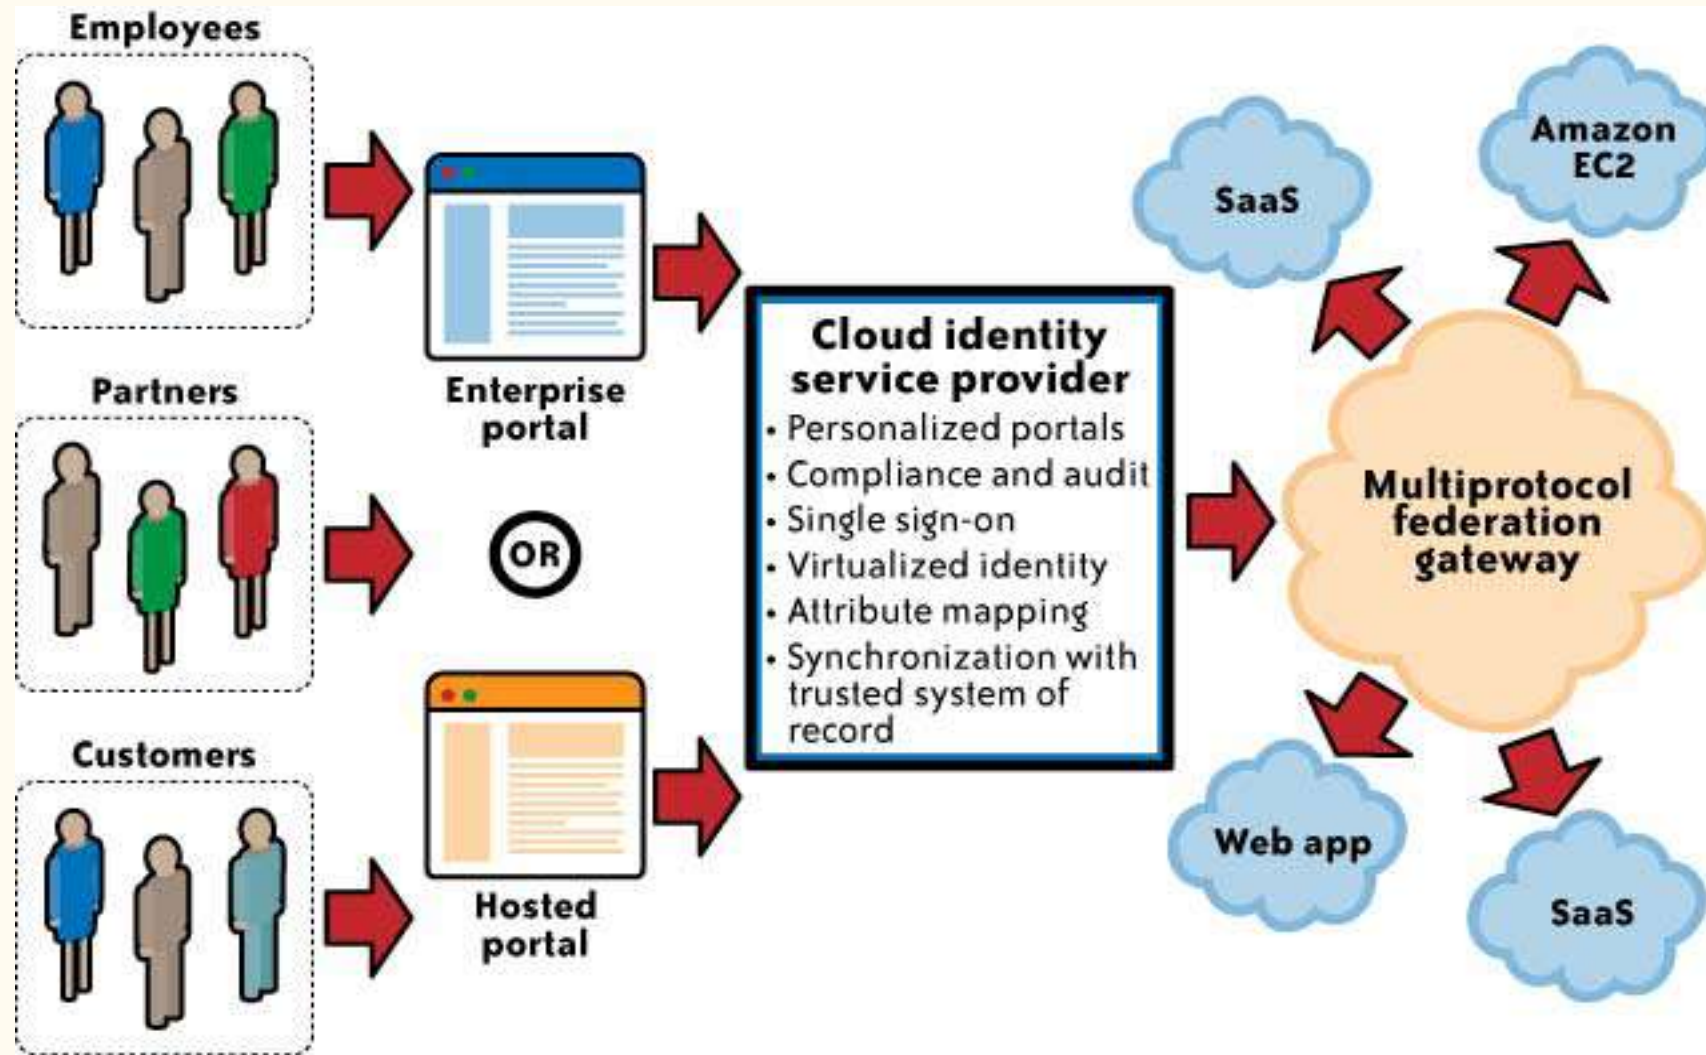 Employees
Partners
Customers
Enterprise
portal
OR
Hosted
portal
Cloud identity
service provider
• Personalized portals
• Compliance and audit
• Single sign-on
• Virtualized identity
• Attribute mapping
• Synchronization with
trusted system of
record
Multiprotocol
federation
gateway
SaaS
Amazon
EC2
Web app
SaaS